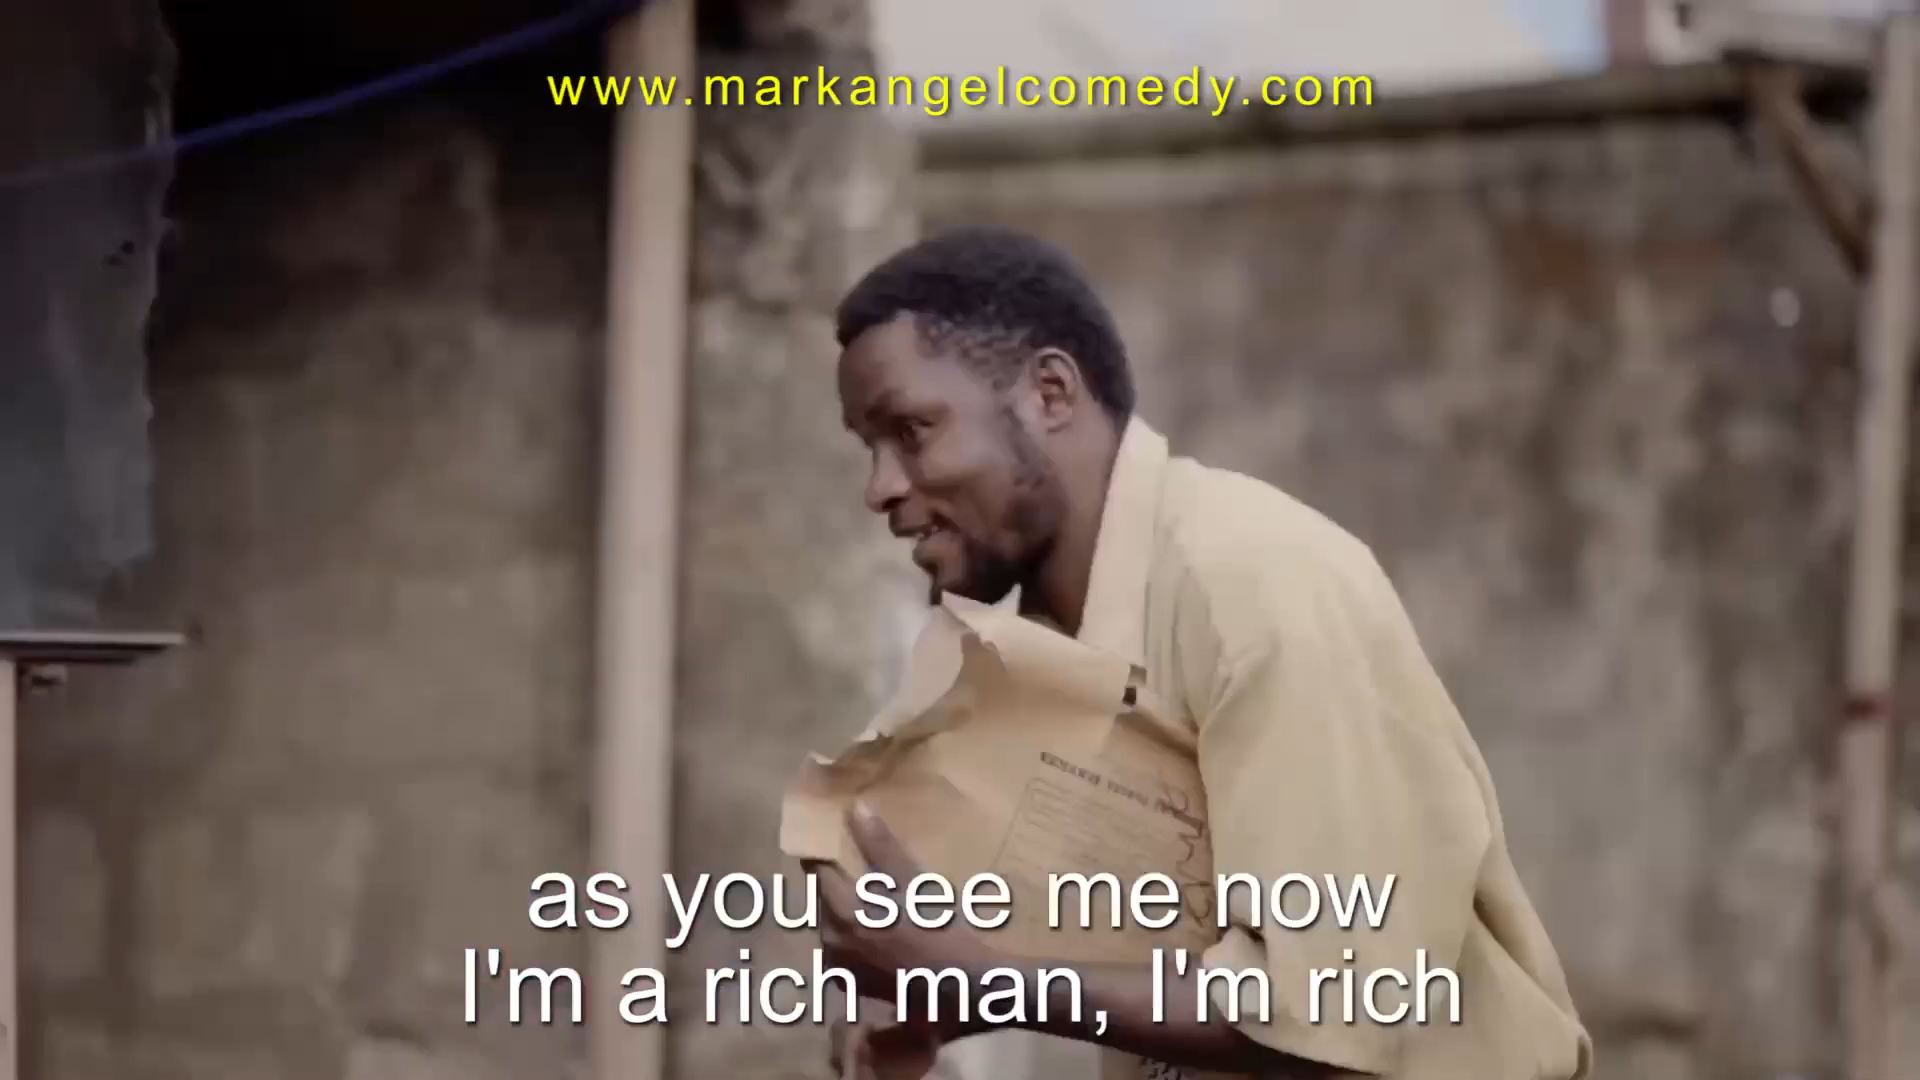 www.markangelcomedy.com
as you see me now
I'm a rich man, I'm rich